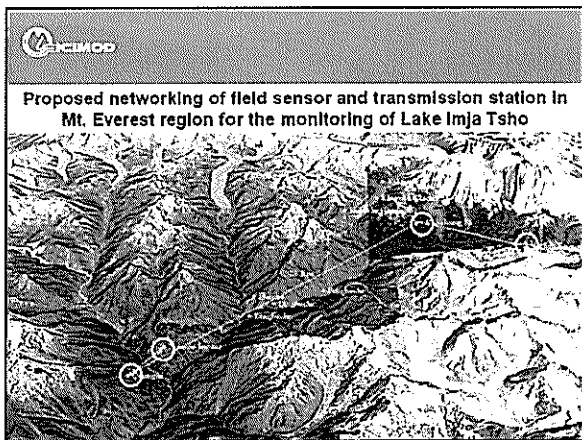 ICIMOD
Proposed networking of field sensor and transmission station in
Mt. Everest region for the monitoring of Lake Imja Tsho